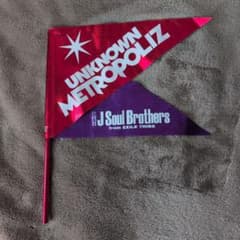 UNKNOWN
METROPOLIZ
J Soul Brothers
from EXILE TRIBE